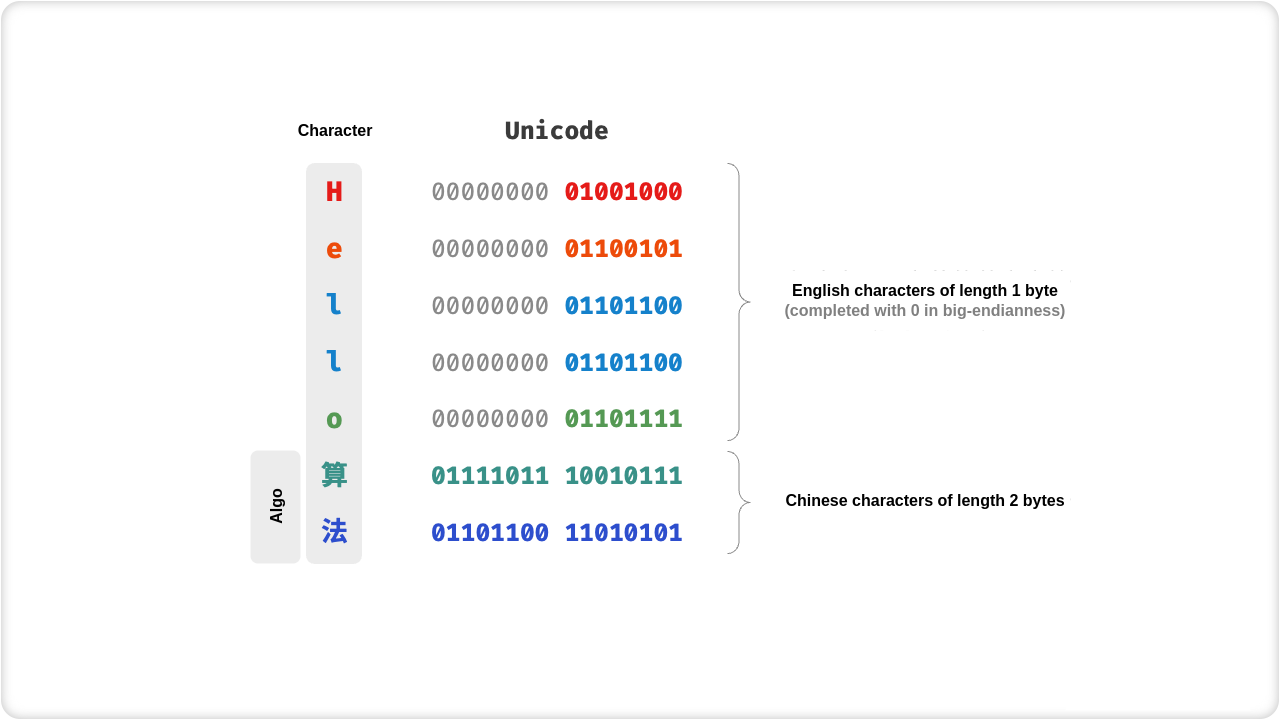 Character Unicode
H 00000000 01001000
e 00000000 01100101
l 00000000 01101100
l 00000000 01101100
o 00000000 01101111
算 01111011 10010111
法 01101100 11010101
Algo
English characters of length 1 byte
(completed with 0 in big-endianness)
Chinese characters of length 2 bytes